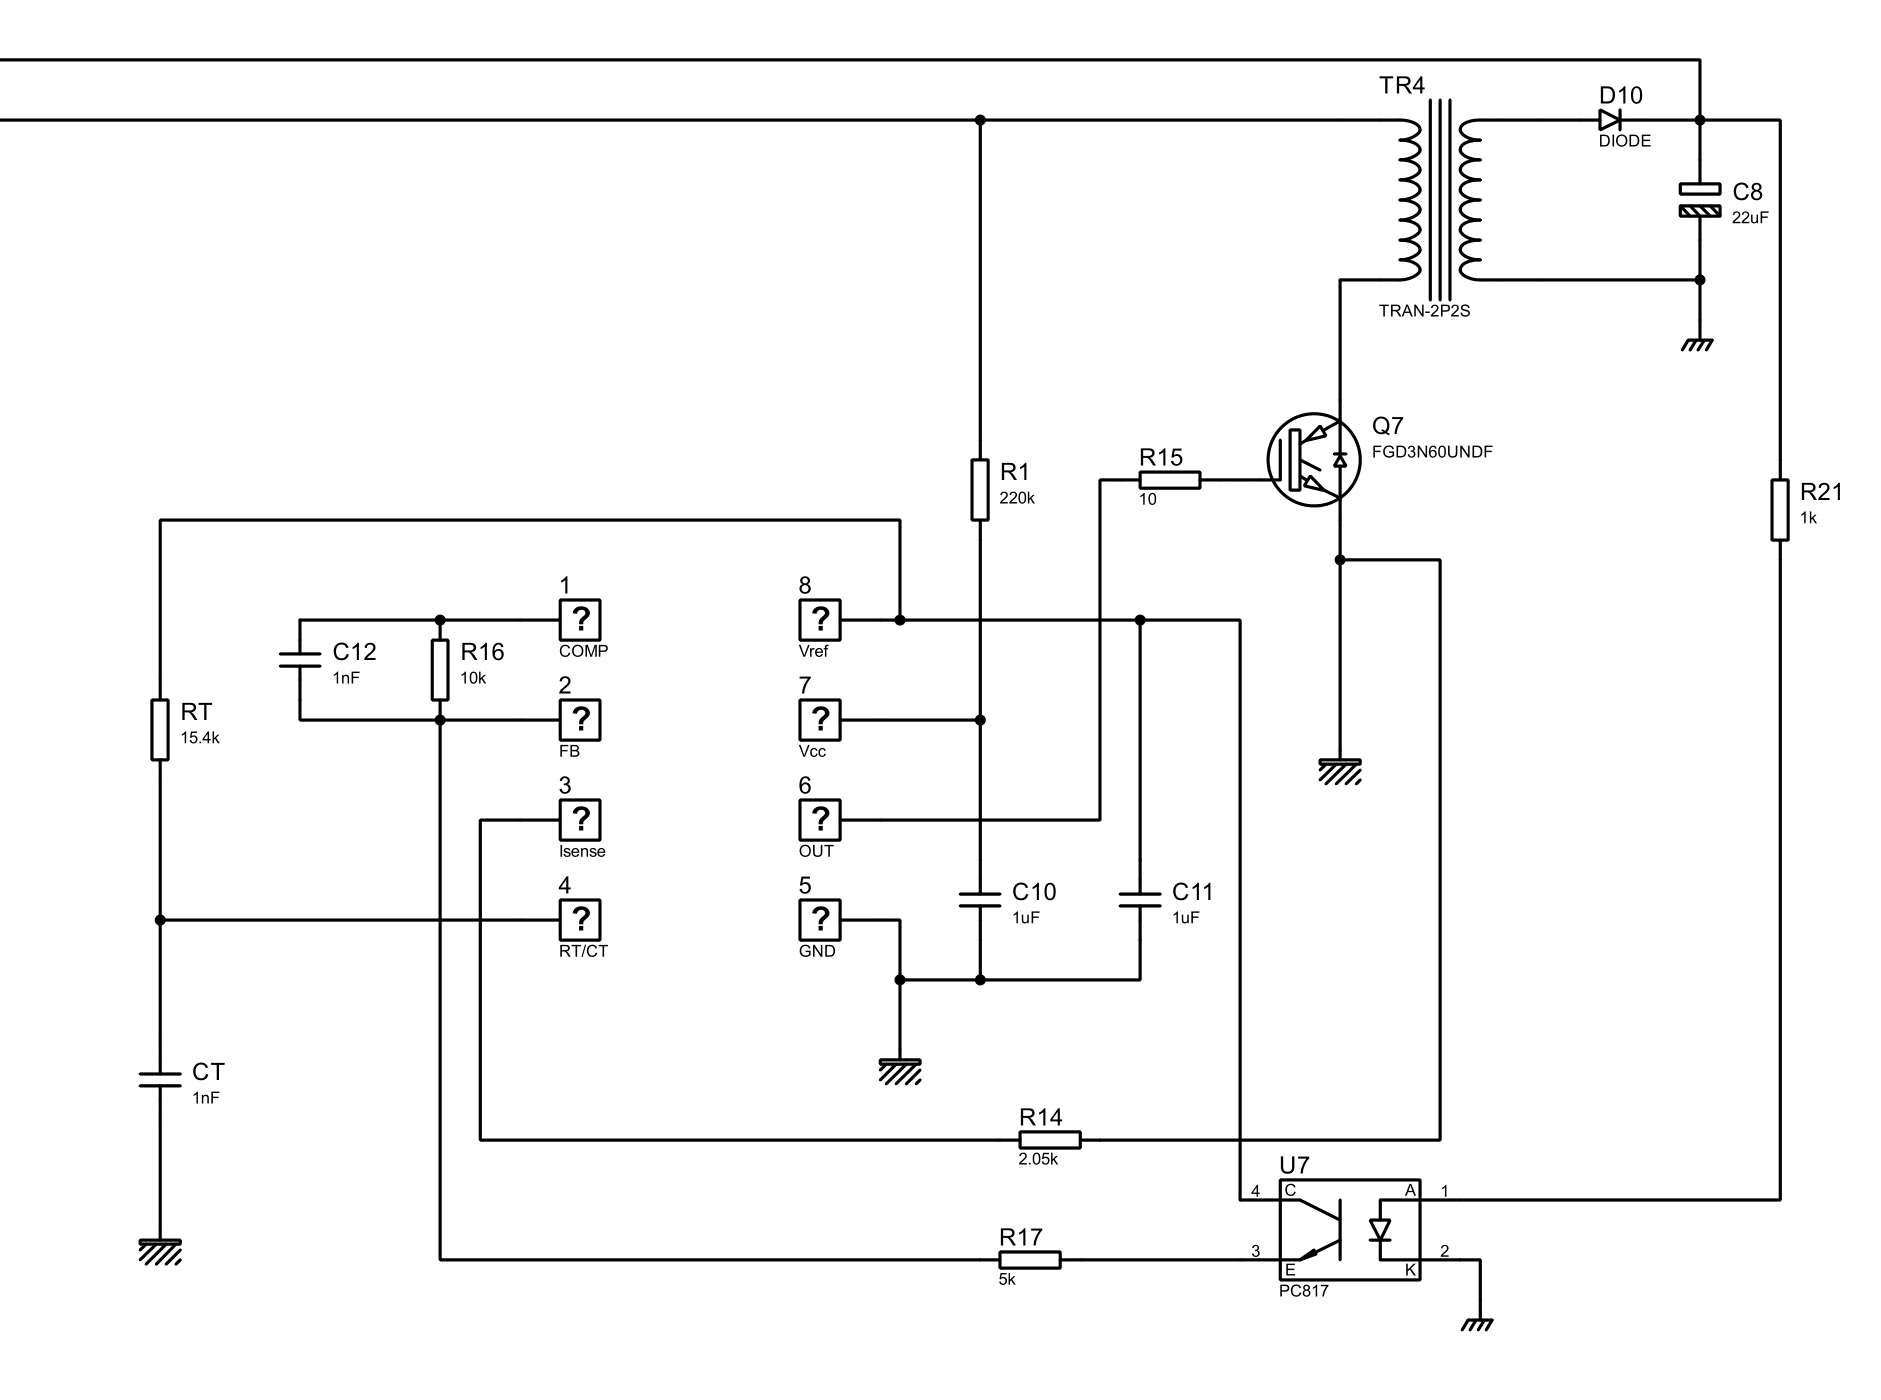 TR4
D10
DIODE
C8
22uF
TRAN-2P2S
Q7
FGD3N60UNDF
R15
10
R1
220k
R21
1k
1
?
COMP
8
?
Vref
C12
1nF
R16
10k
2
?
FB
7
?
Vcc
RT
15.4k
3
?
Isense
6
?
OUT
4
?
RT/CT
5
?
GND
C10
1uF
C11
1uF
CT
1nF
R14
2.05k
U7
4 C A 1
R17
5k
3 E K 2
PC817